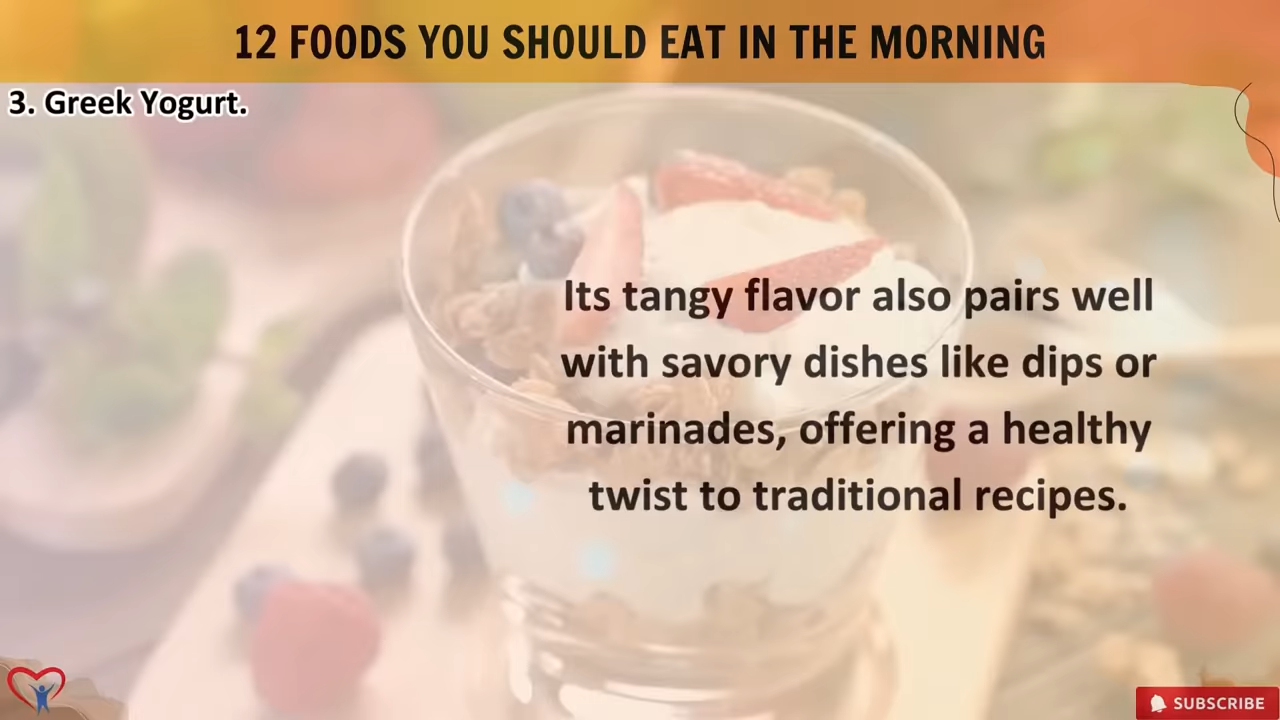 12 FOODS YOU SHOULD EAT IN THE MORNING
3. Greek Yogurt.
Its tangy flavor also pairs well
with savory dishes like dips or
marinades, offering a healthy
twist to traditional recipes.
SUBSCRIBE